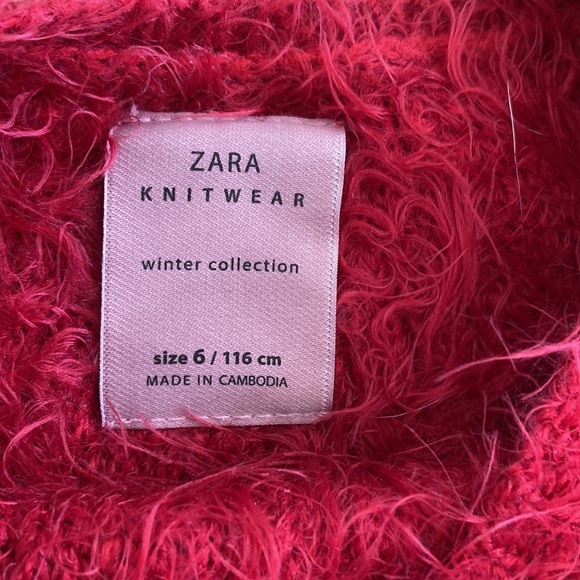 ZARA
KNITWEAR
winter collection
size 6 / 116 cm
MADE IN CAMBODIA